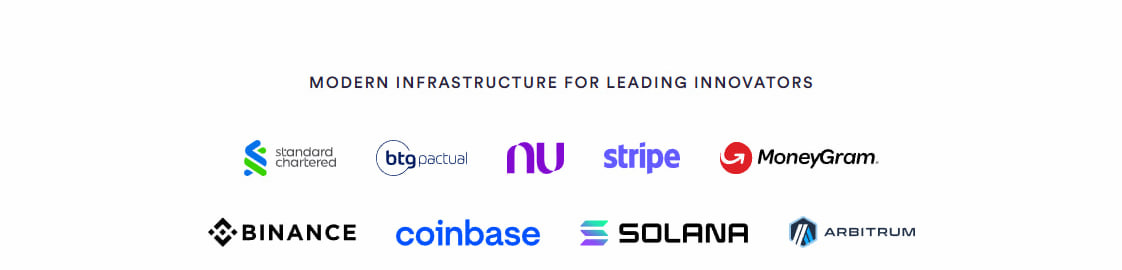 MODERN INFRASTRUCTURE FOR LEADING INNOVATORS
standard
chartered
btg pactual
nu
stripe
MoneyGram.
BINANCE
coinbase
SOLANA
ARBITRUM